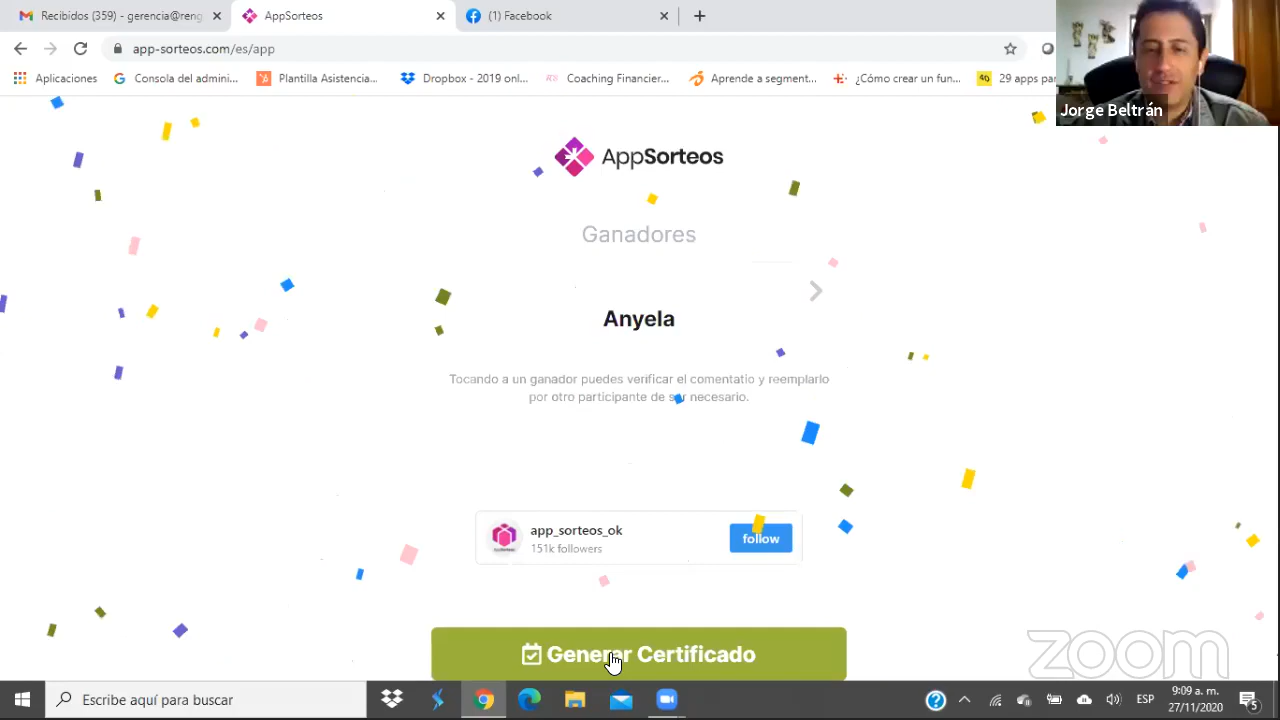 Recibidos (359) - gerencia@reng
AppSorteos
(1) Facebook
app-sorteos.com/es/app
Aplicaciones
Consola del admini...
Plantilla Asistencia...
Dropbox - 2019 onl...
Coaching Financier...
Aprende a segment...
¿Cómo crear un fun...
29 apps par
Jorge Beltrán
AppSorteos
Ganadores
Anyela
Tocando a un ganador puedes verificar el comentatio y reemplarlo
por otro participante de ser necesario.
app_sorteos_ok
151k followers
follow
Generar Certificado
zoom
Escribe aquí para buscar
ESP
9:09 a. m.
27/11/2020
5